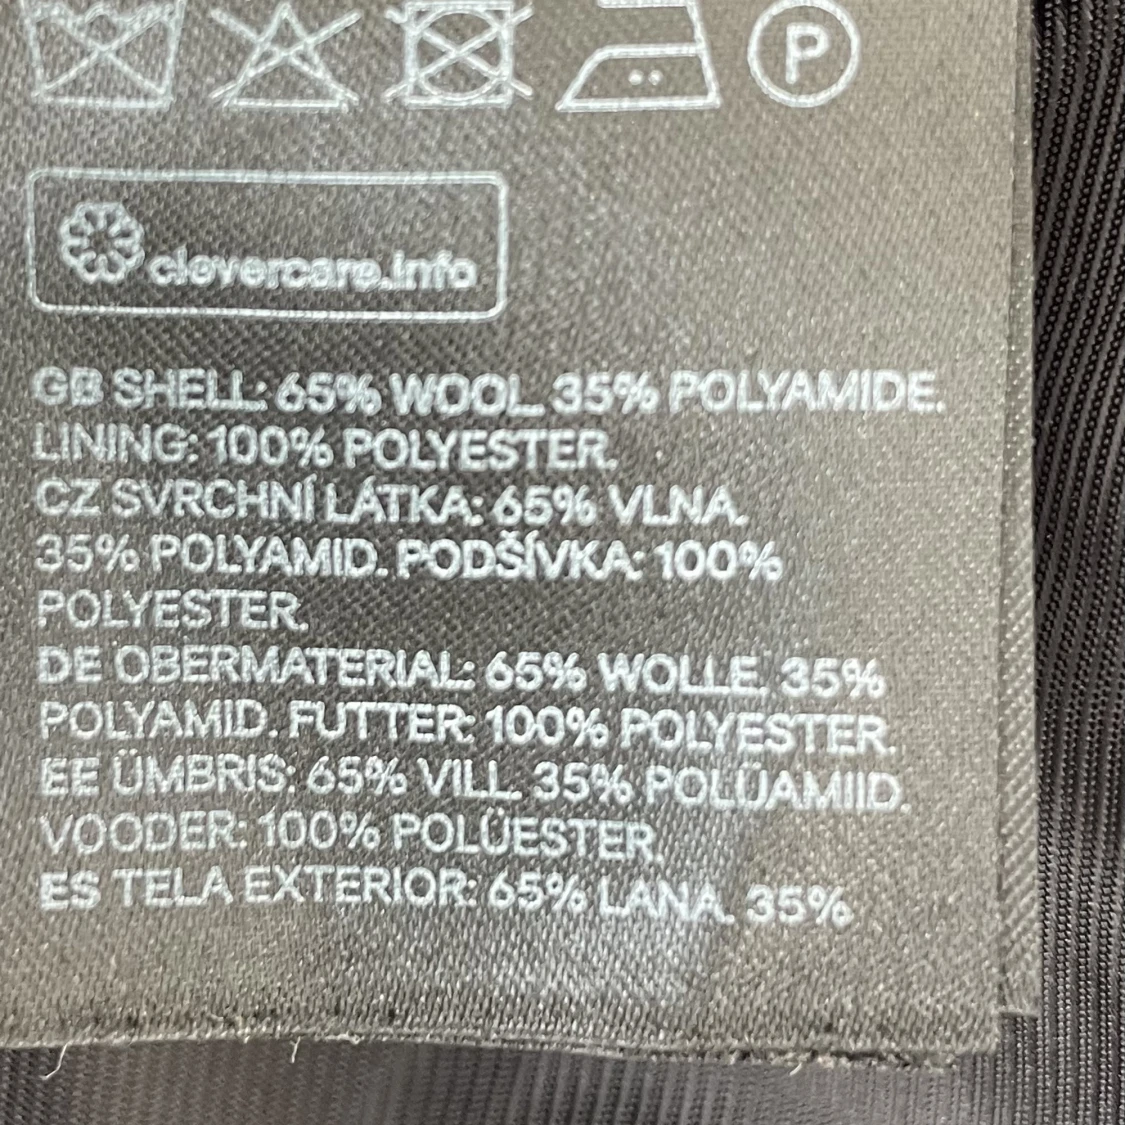 P
clevercare.info
GB SHELL: 65% WOOL. 35% POLYAMIDE.
LINING: 100% POLYESTER.
CZ SVRCHNÍ LÁTKA: 65% VLNA.
35% POLYAMID. PODŠÍVKA: 100%
POLYESTER.
DE OBERMATERIAL: 65% WOLLE. 35%
POLYAMID. FUTTER: 100% POLYESTER.
EE ÜMBRIS: 65% VILL. 35% POLÜAMIID.
VOODER: 100% POLÜESTER.
ES TELA EXTERIOR: 65% LANA. 35%